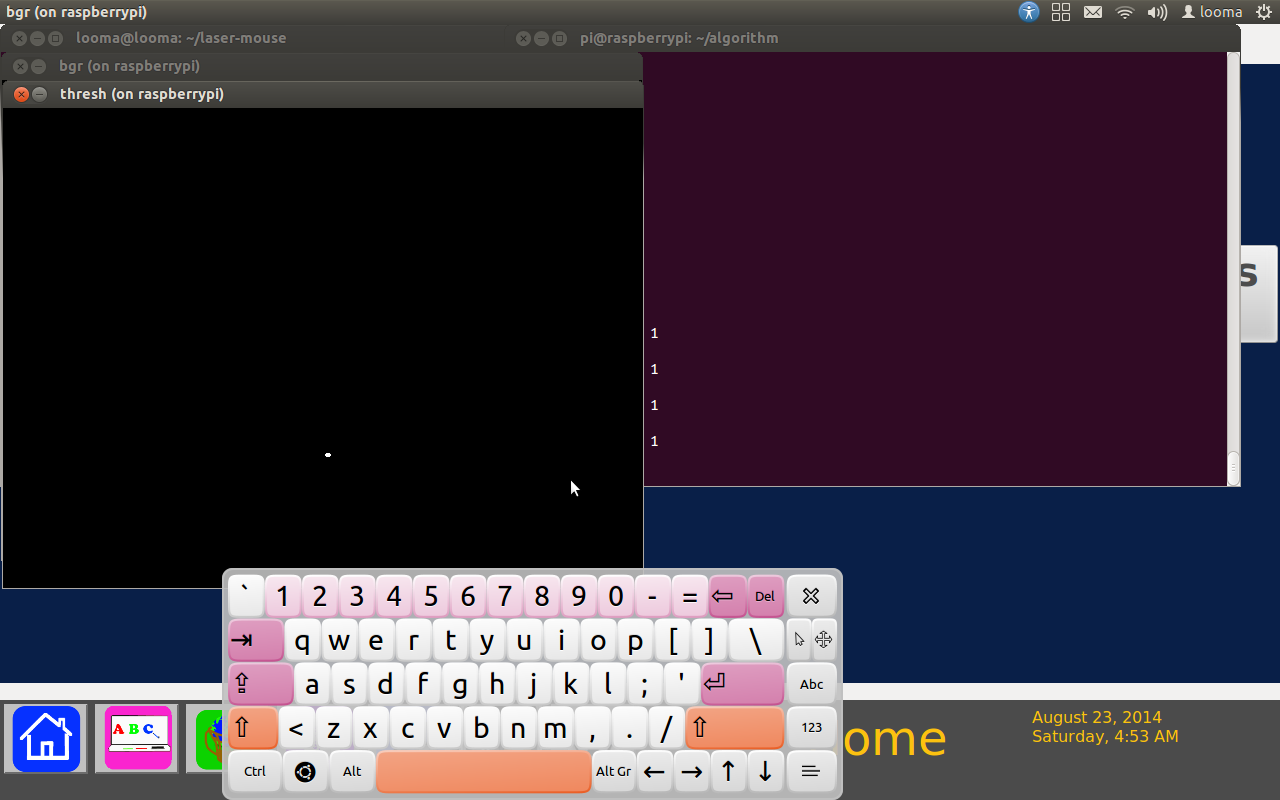 bgr (on raspberrypi)
looma
looma@looma: ~/laser-mouse
pi@raspberrypi: ~/algorithm
bgr (on raspberrypi)
thresh (on raspberrypi)
s
1
1
1
1
` 1 2 3 4 5 6 7 8 9 0 - = Del
q w e r t y u i o p [ ] \
a s d f g h j k l ; ' Abc
< z x c v b n m , . / 123
Ctrl Alt Alt Gr
A B C
ome
August 23, 2014
Saturday, 4:53 AM